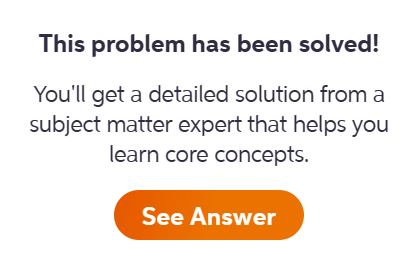 This problem has been solved!
You'll get a detailed solution from a
subject matter expert that helps you
learn core concepts.
See Answer